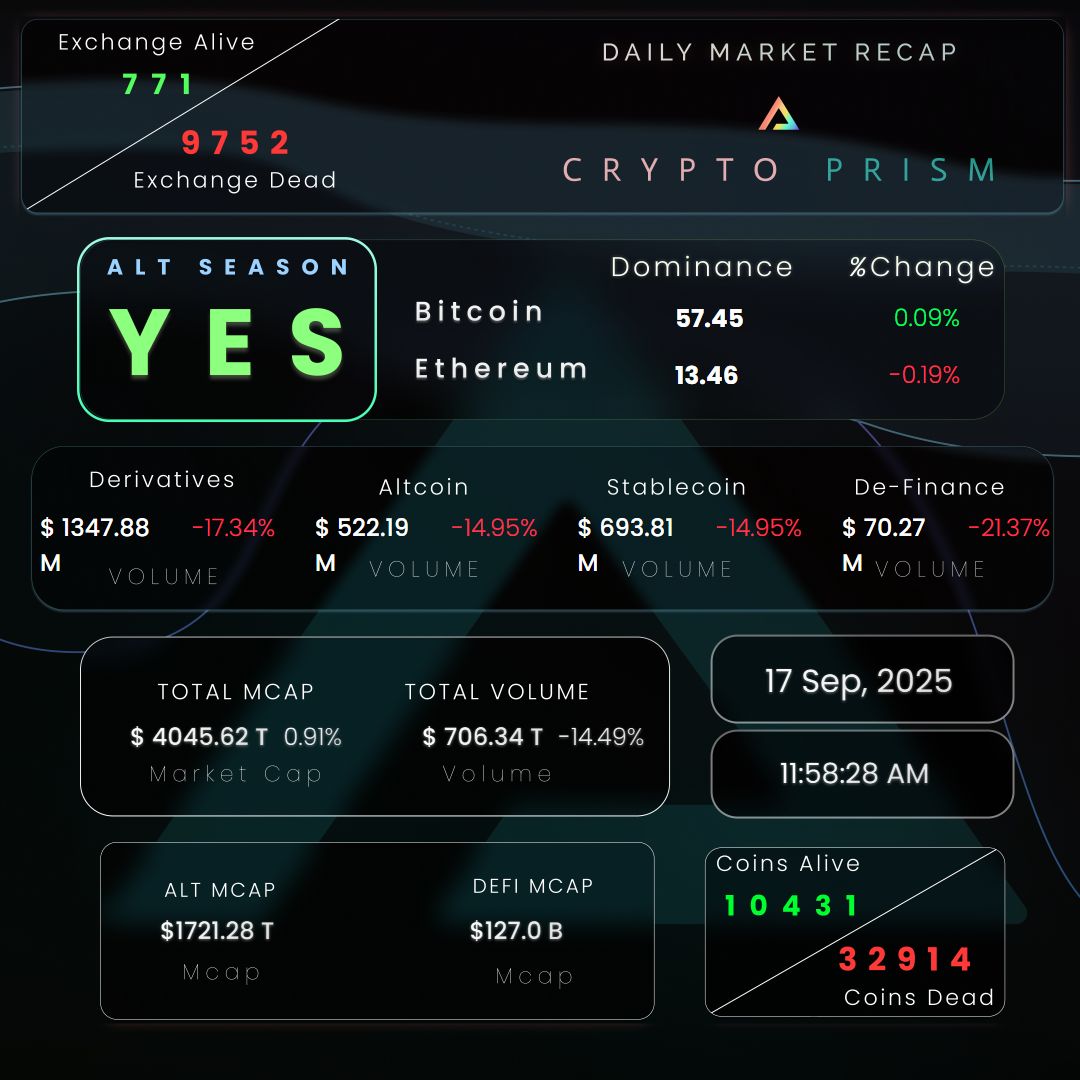 Exchange Alive
771
9752
Exchange Dead
DAILY MARKET RECAP
CRYPTO PRISM
ALT SEASON
YES
Dominance %Change
Bitcoin 57.45 0.09%
Ethereum 13.46 -0.19%
Derivatives Altcoin Stablecoin De-Finance
$ 1347.88 -17.34% $ 522.19 -14.95% $ 693.81 -14.95% $ 70.27 -21.37%
M VOLUME M VOLUME M VOLUME M VOLUME
TOTAL MCAP TOTAL VOLUME
$ 4045.62 T 0.91% $ 706.34 T -14.49%
Market Cap Volume
17 Sep, 2025
11:58:28 AM
ALT MCAP DEFI MCAP
$1721.28 T $127.0 B
Mcap Mcap
Coins Alive
10431
32914
Coins Dead